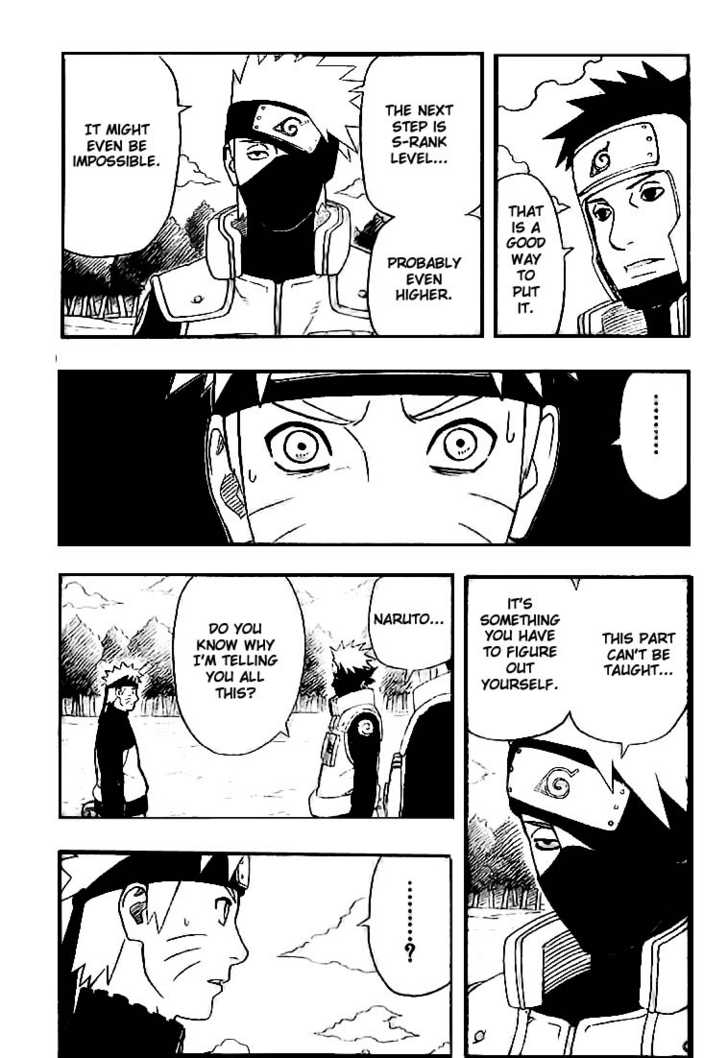 THAT
IS A
GOOD
WAY
TO
PUT
IT.
THE NEXT
STEP IS
S-RANK
LEVEL...
PROBABLY
EVEN
HIGHER.
IT MIGHT
EVEN BE
IMPOSSIBLE.
.........
THIS PART
CAN'T BE
TAUGHT...
IT'S
SOMETHING
YOU HAVE
TO FIGURE
OUT
YOURSELF.
NARUTO...
DO YOU
KNOW WHY
I'M TELLING
YOU ALL
THIS?
.........?